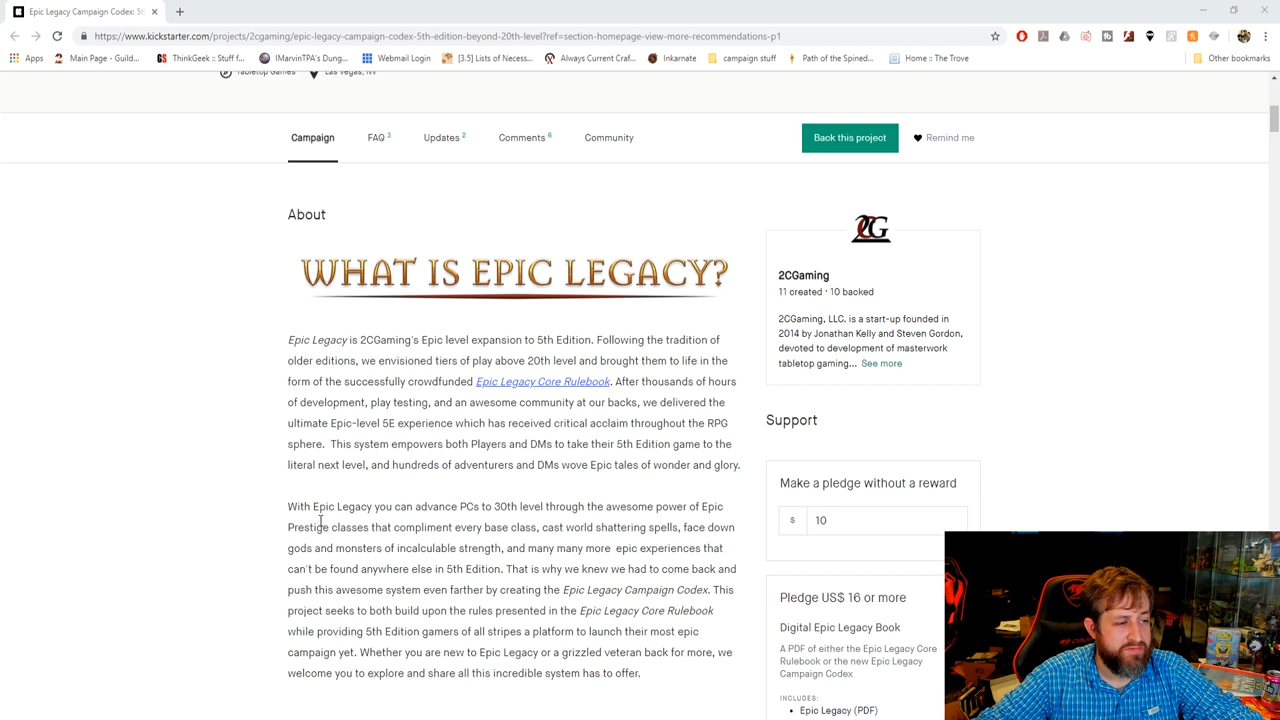 Epic Legacy Campaign Codex: 5t
https://www.kickstarter.com/projects/2cgaming/epic-legacy-campaign-codex-5th-edition-beyond-20th-level?ref=section-homepage-view-more-recommendations-p1
Apps Main Page - Guild... ThinkGeek :: Stuff f... IMarvinTPA's Dung... Webmail Login [3.5] Lists of Necess... Always Current Craf... Inkarnate campaign stuff Path of the Spined... Home :: The Trove Other bookmarks
Tabletop Games Las Vegas, NV
Campaign FAQ 3 Updates 2 Comments 6 Community Back this project Remind me
About
WHAT IS EPIC LEGACY?
Epic Legacy is 2CGaming's Epic level expansion to 5th Edition. Following the tradition of
older editions, we envisioned tiers of play above 20th level and brought them to life in the
form of the successfully crowdfunded Epic Legacy Core Rulebook. After thousands of hours
of development, play testing, and an awesome community at our backs, we delivered the
ultimate Epic-level 5E experience which has received critical acclaim throughout the RPG
sphere. This system empowers both Players and DMs to take their 5th Edition game to the
literal next level, and hundreds of adventurers and DMs wove Epic tales of wonder and glory.
With Epic Legacy you can advance PCs to 30th level through the awesome power of Epic
Prestige classes that compliment every base class, cast world shattering spells, face down
gods and monsters of incalculable strength, and many many more epic experiences that
can't be found anywhere else in 5th Edition. That is why we knew we had to come back and
push this awesome system even farther by creating the Epic Legacy Campaign Codex. This
project seeks to both build upon the rules presented in the Epic Legacy Core Rulebook
while providing 5th Edition gamers of all stripes a platform to launch their most epic
campaign yet. Whether you are new to Epic Legacy or a grizzled veteran back for more, we
welcome you to explore and share all this incredible system has to offer.
2CG
2CGaming
11 created · 10 backed
2CGaming, LLC. is a start-up founded in
2014 by Jonathan Kelly and Steven Gordon,
devoted to development of masterwork
tabletop gaming... See more
Support
Make a pledge without a reward
$ 10
Pledge US$ 16 or more
Digital Epic Legacy Book
A PDF of either the Epic Legacy Core
Rulebook or the new Epic Legacy
Campaign Codex
INCLUDES:
• Epic Legacy (PDF)